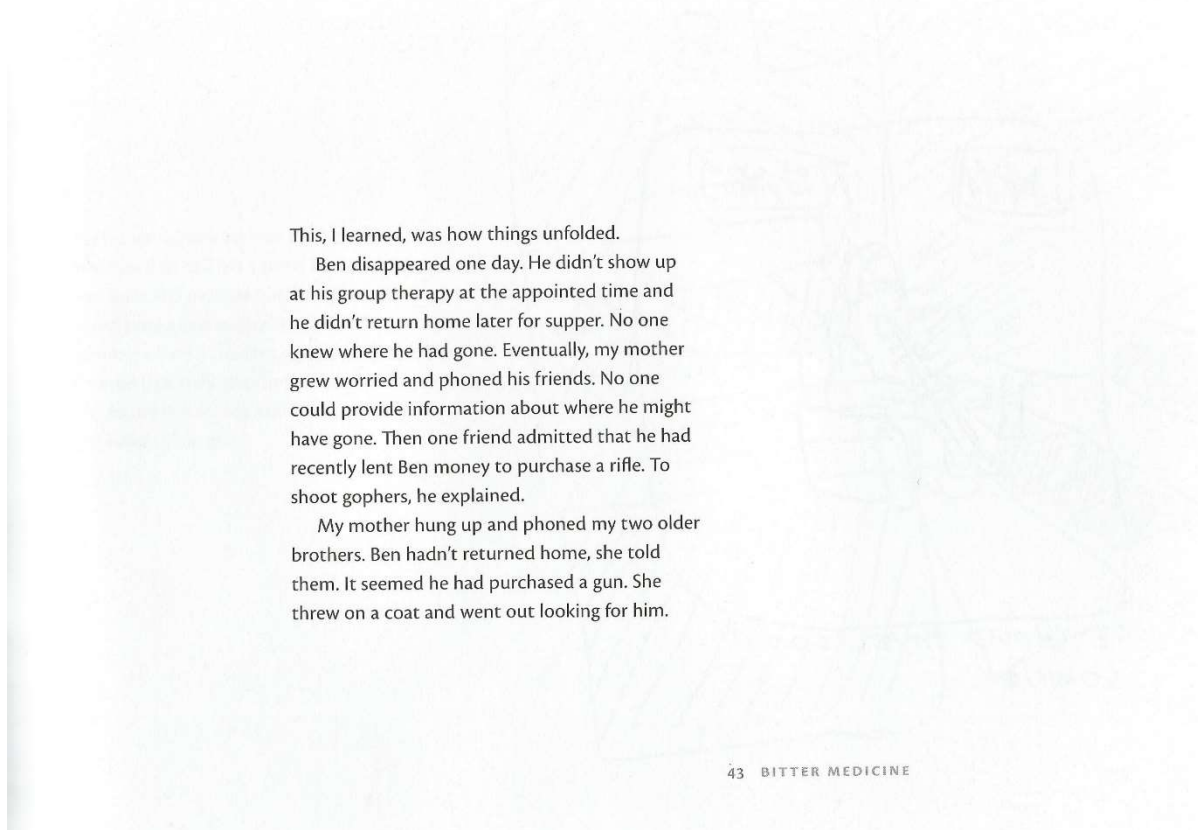 This, I learned, was how things unfolded.
Ben disappeared one day. He didn't show up
at his group therapy at the appointed time and
he didn't return home later for supper. No one
knew where he had gone. Eventually, my mother
grew worried and phoned his friends. No one
could provide information about where he might
have gone. Then one friend admitted that he had
recently lent Ben money to purchase a rifle. To
shoot gophers, he explained.
My mother hung up and phoned my two older
brothers. Ben hadn't returned home, she told
them. It seemed he had purchased a gun. She
threw on a coat and went out looking for him.
43 BITTER MEDICINE